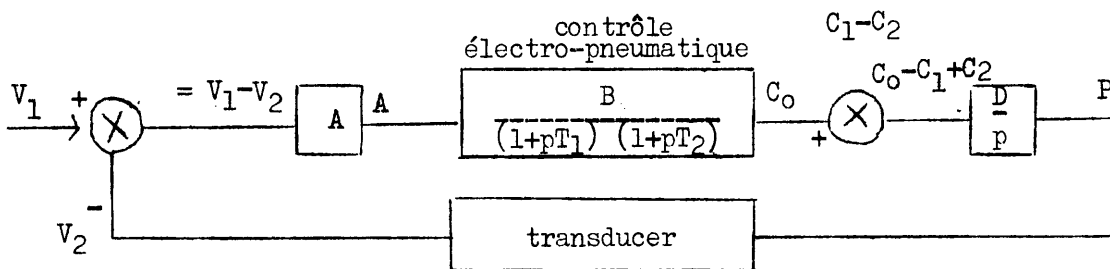 contrôle
électro-pneumatique
C₁-C₂
V₁
+
= V₁-V₂
A
A
B
(1+pT₁) (1+pT₂)
C₀
+
C₀-C₁+C₂
D
p
P
-
V₂
transducer